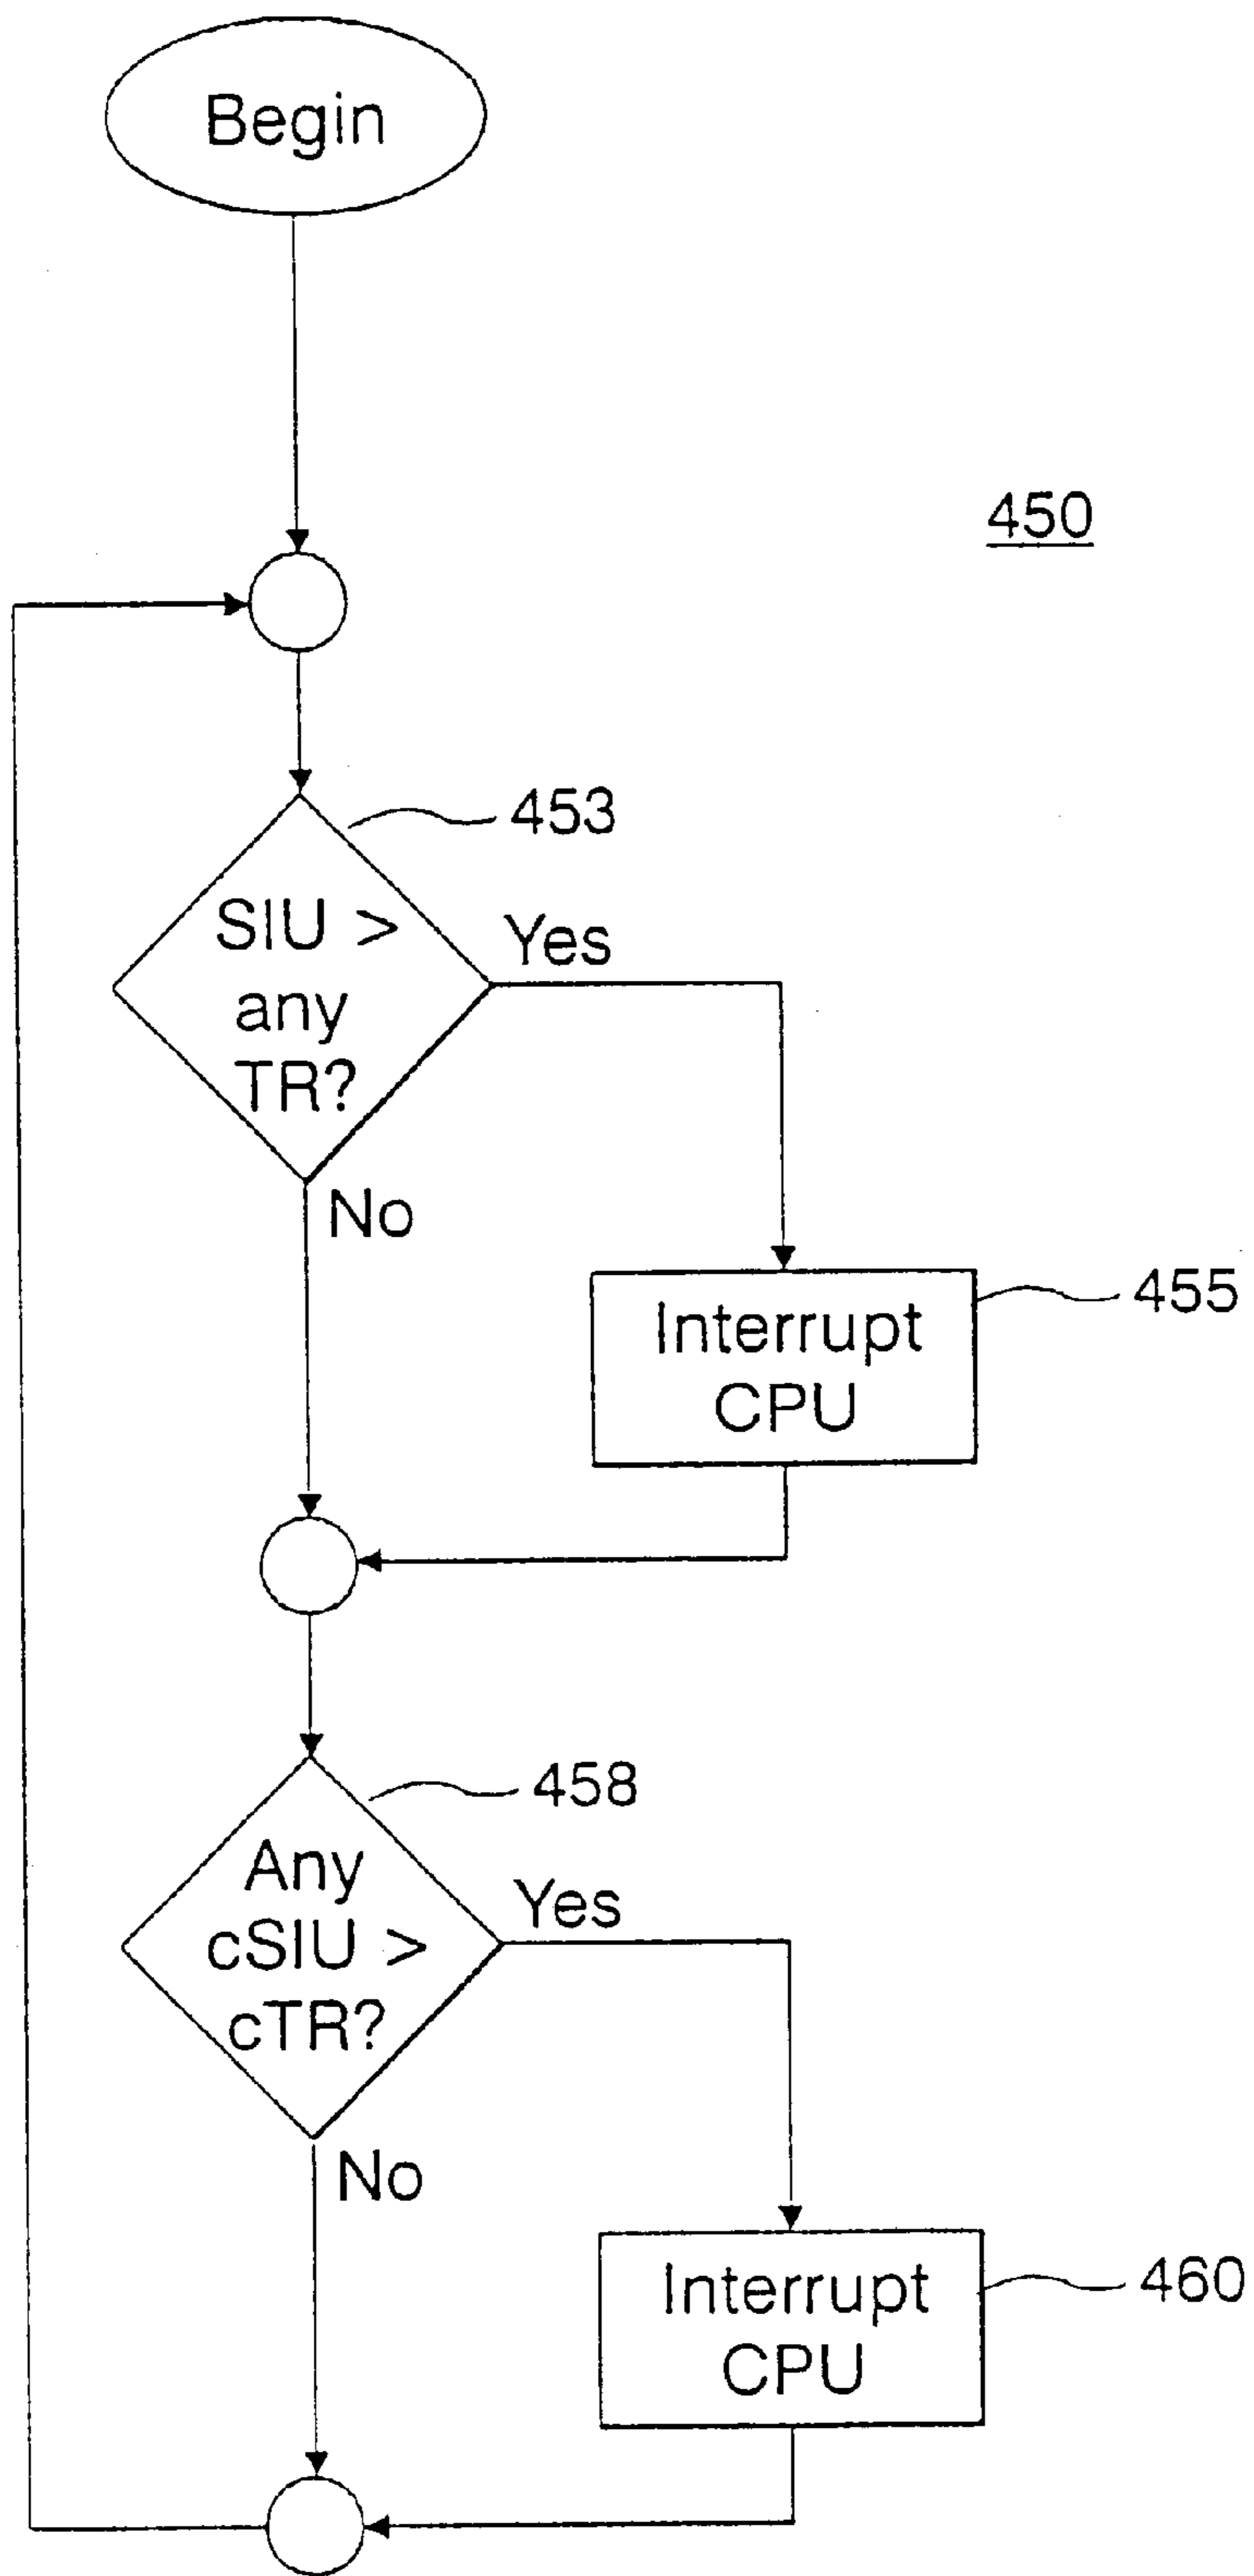 Begin
450
453
SIU >
any
TR?
Yes
No
Interrupt
CPU
455
458
Any
cSIU >
cTR?
Yes
No
Interrupt
CPU
460